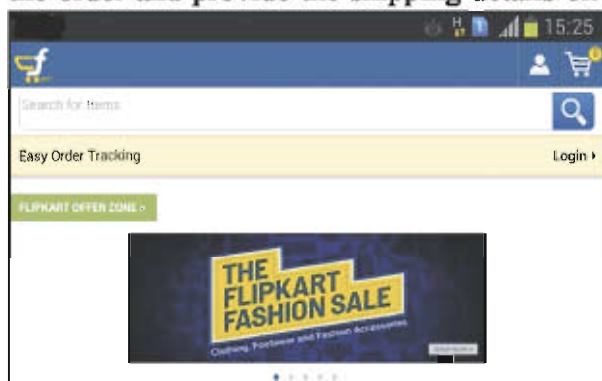 the order and provide the shipping details on
H
15:25
Search for Items
Easy Order Tracking
Login
FLIPKART OFFER ZONE »
THE
FLIPKART
FASHION SALE
Clothing, Footwear and Fashion Accessories